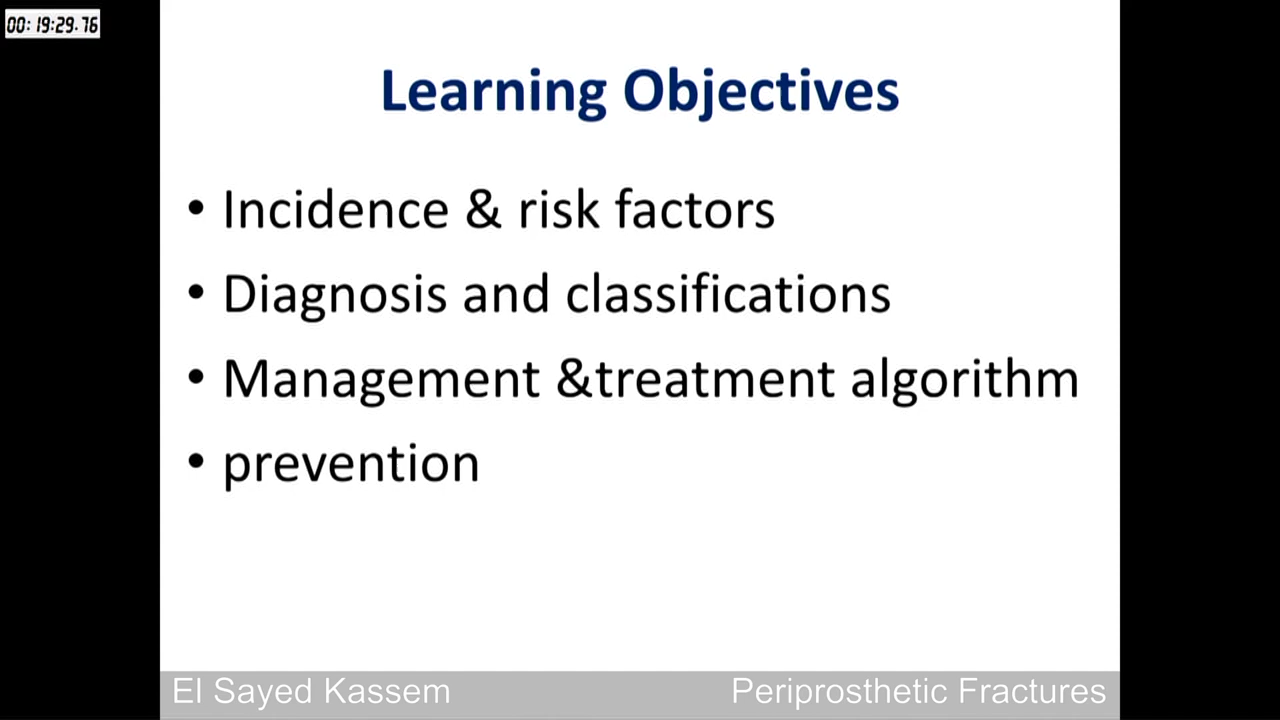 00:19:29.76
Learning Objectives
• Incidence & risk factors
• Diagnosis and classifications
• Management &treatment algorithm
• prevention
El Sayed Kassem
Periprosthetic Fractures